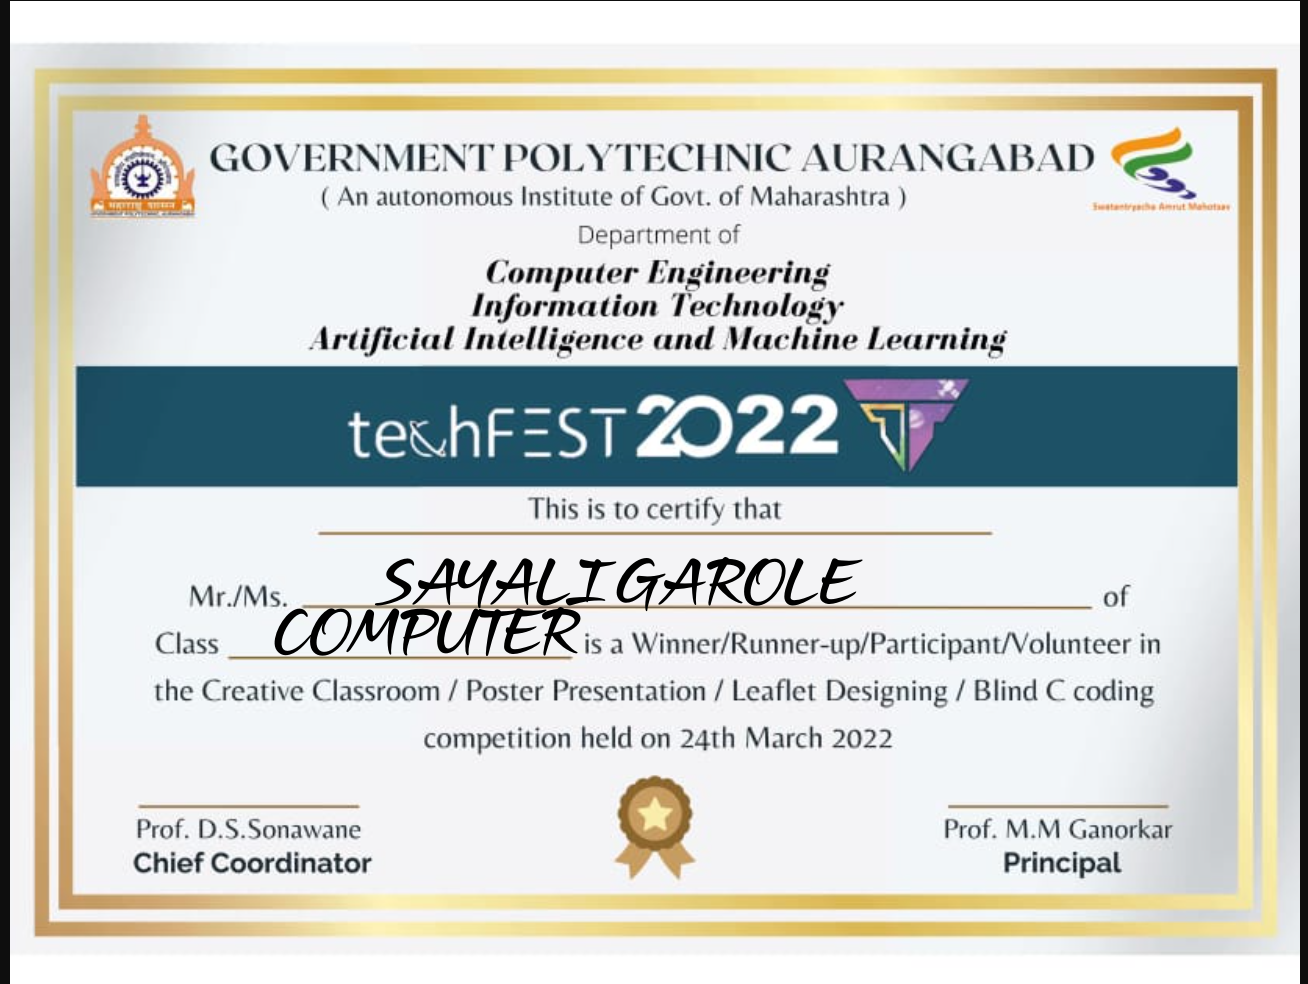 GOVERNMENT POLYTECHNIC AURANGABAD
( An autonomous Institute of Govt. of Maharashtra )
महाराष्ट्र शासन
Swatantryacha Amrut Mahotsav
Department of
Computer Engineering
Information Technology
Artificial Intelligence and Machine Learning
techFEST 2022
This is to certify that
Mr./Ms. SAYALI GAROLE of
Class COMPUTER is a Winner/Runner-up/Participant/Volunteer in
the Creative Classroom / Poster Presentation / Leaflet Designing / Blind C coding
competition held on 24th March 2022
Prof. D.S.Sonawane
Chief Coordinator
Prof. M.M Ganorkar
Principal